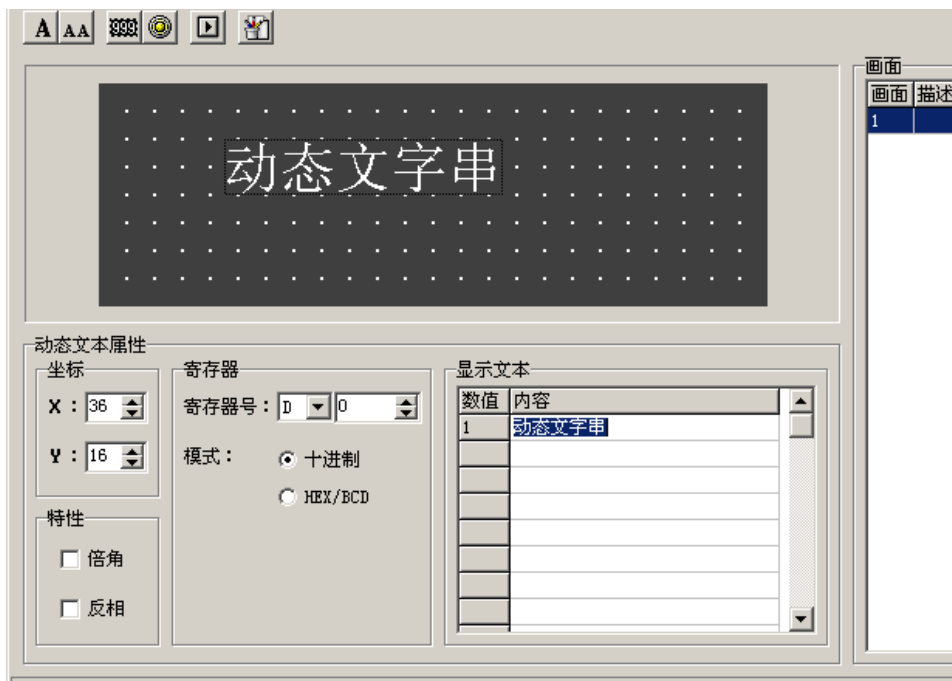 A AA 999
画面
画面 描述
1
动态文字串
动态文本属性
坐标
X：36
Y：16
特性
倍角
反相
寄存器
寄存器号：D 0
模式：
十进制
HEX/BCD
显示文本
数值 内容
1 动态文字串